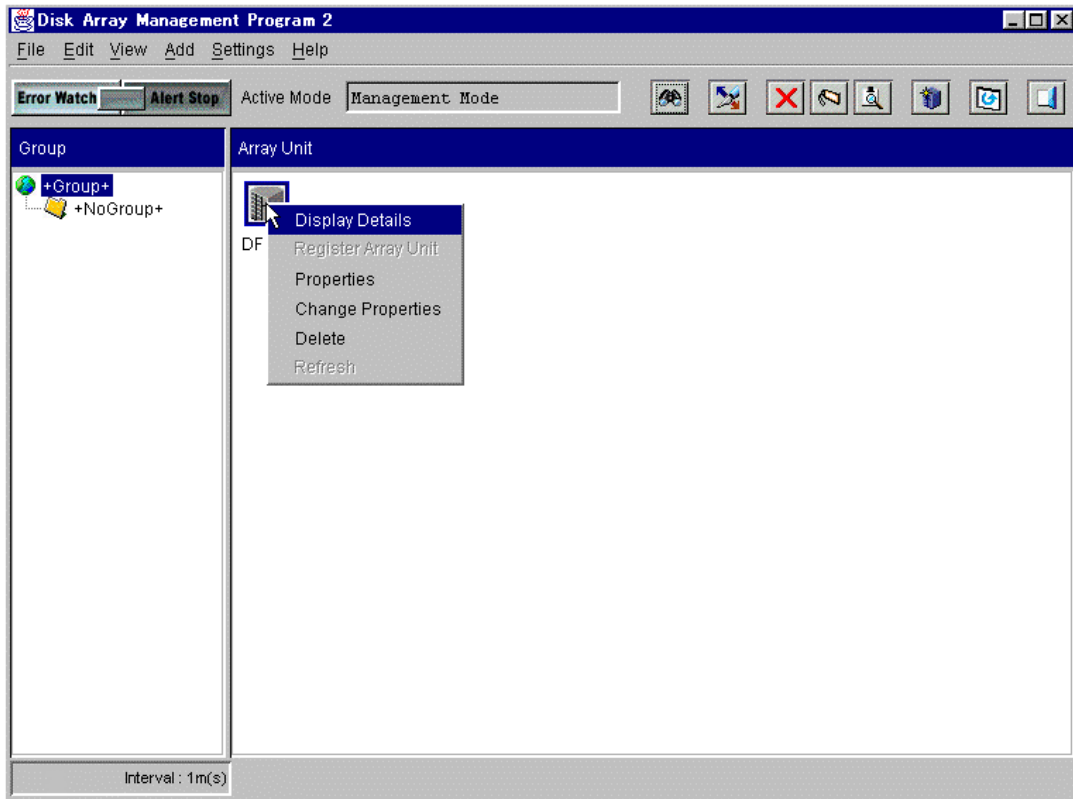 Disk Array Management Program 2
File Edit View Add Settings Help
Error Watch Alert Stop Active Mode Management Mode
Group
Array Unit
+Group+
+NoGroup+
DF
Display Details
Register Array Unit
Properties
Change Properties
Delete
Refresh
Interval : 1m(s)